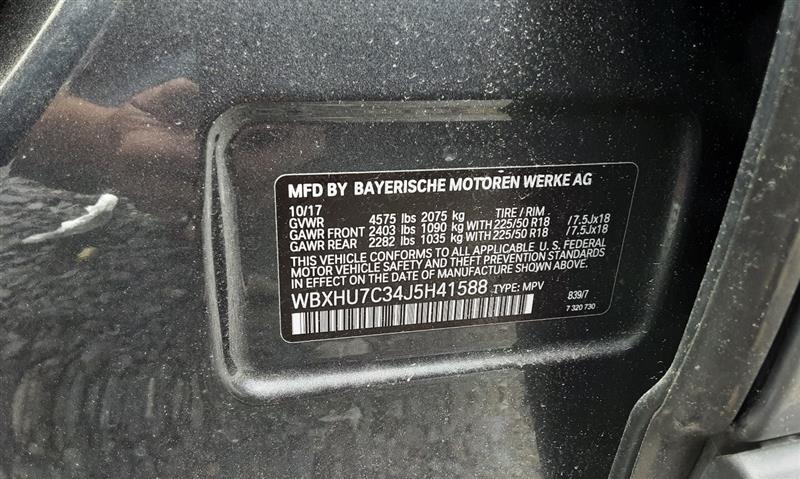 MFD BY BAYERISCHE MOTOREN WERKE AG
10/17 TIRE / RIM
GVWR 4575 lbs 2075 kg
GAWR FRONT 2403 lbs 1090 kg WITH 225/50 R18 /7.5Jx18
GAWR REAR 2282 lbs 1035 kg WITH 225/50 R18 /7.5Jx18
THIS VEHICLE CONFORMS TO ALL APPLICABLE U.S. FEDERAL
MOTOR VEHICLE SAFETY AND THEFT PREVENTION STANDARDS
IN EFFECT ON THE DATE OF MANUFACTURE SHOWN ABOVE.
WBXHU7C34J5H41588 TYPE: MPV 839/7
7 320 730